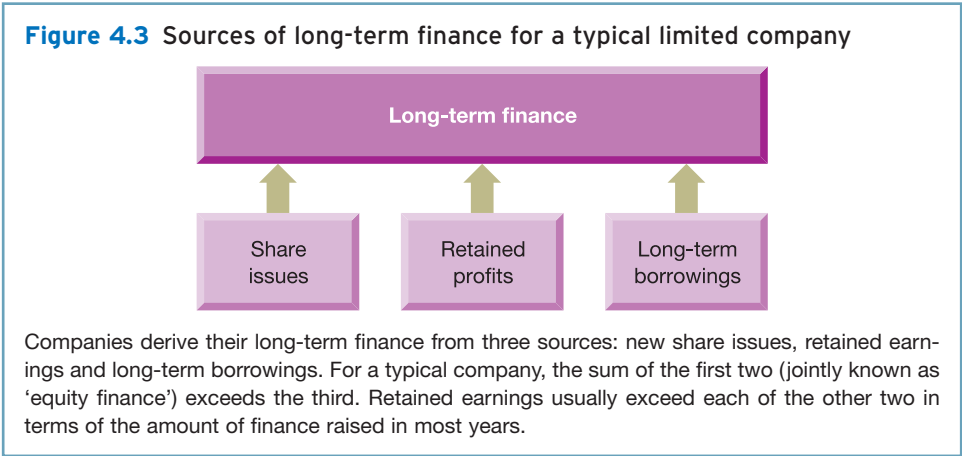 Figure 4.3 Sources of long-term finance for a typical limited company
Long-term finance
Share
issues
Retained
profits
Long-term
borrowings
Companies derive their long-term finance from three sources: new share issues, retained earn-
ings and long-term borrowings. For a typical company, the sum of the first two (jointly known as
‘equity finance’) exceeds the third. Retained earnings usually exceed each of the other two in
terms of the amount of finance raised in most years.